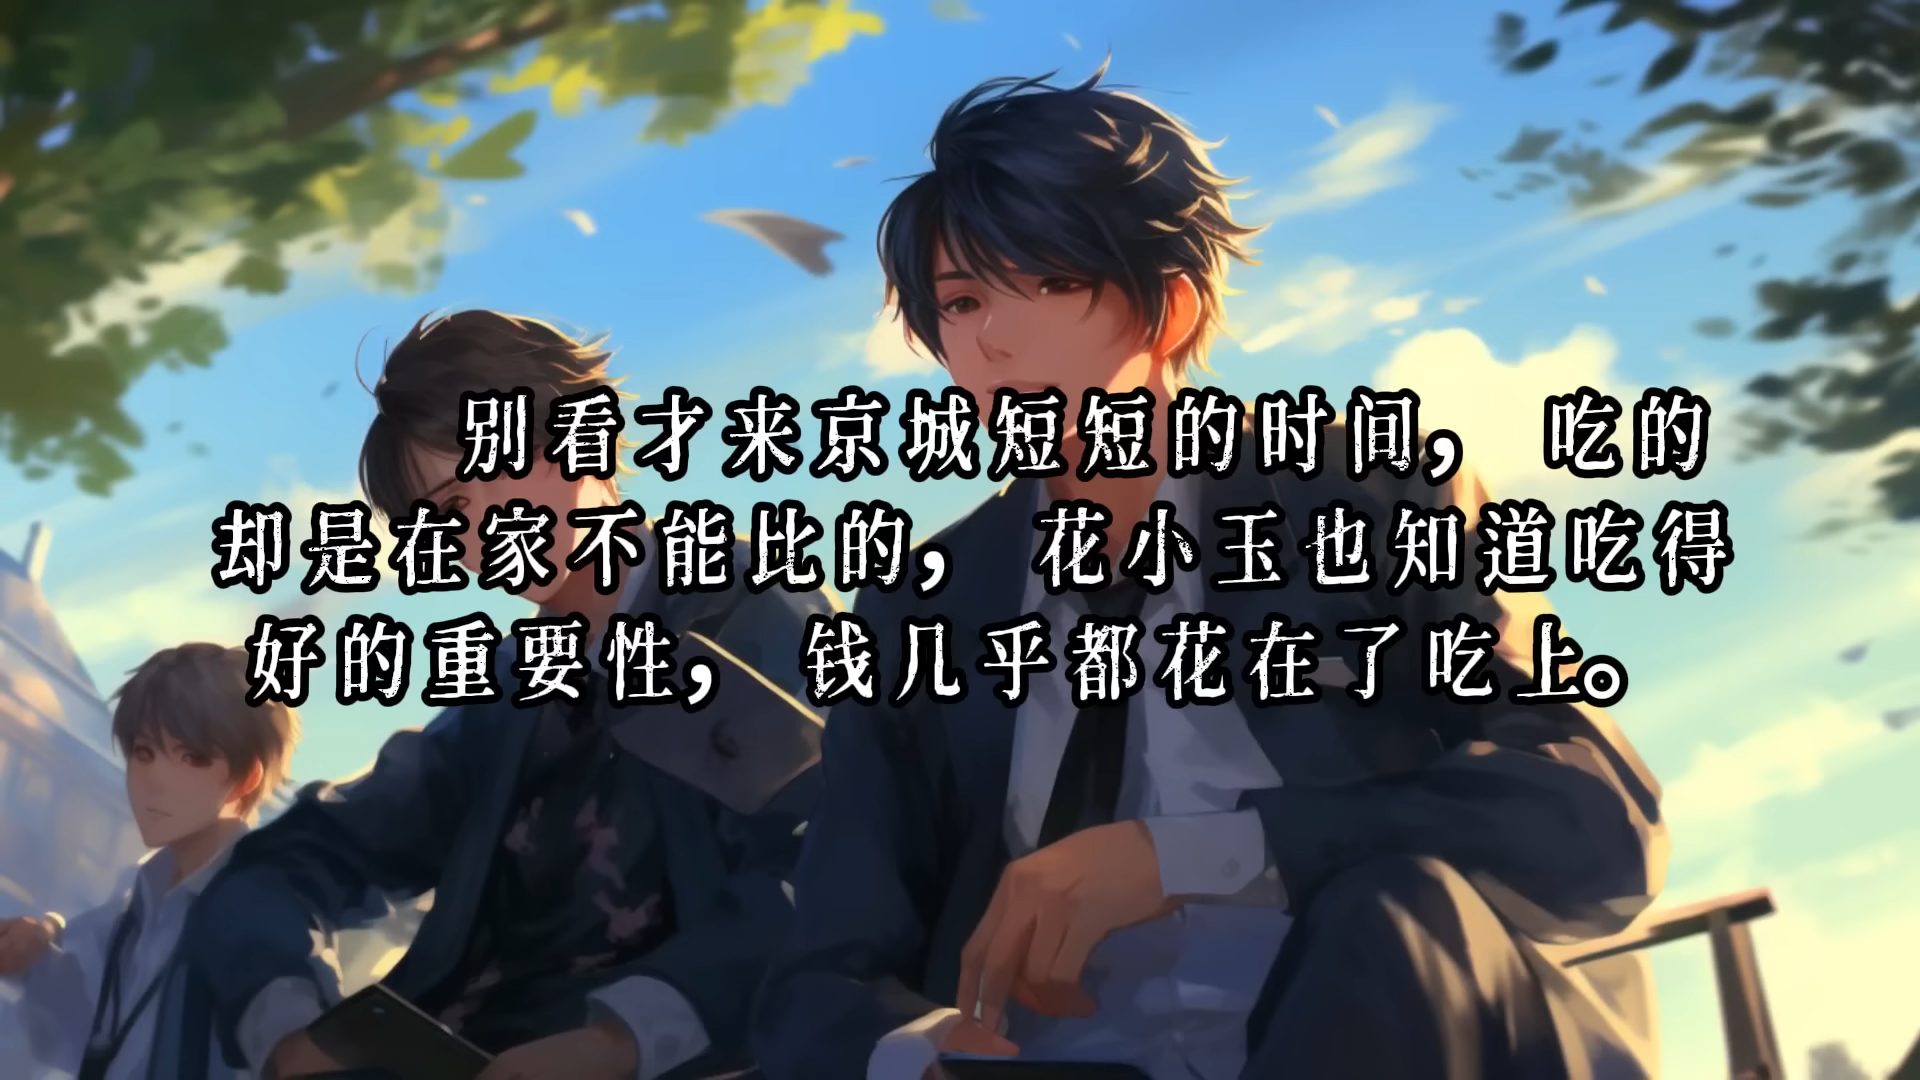 别看才来京城短短的时间，吃的
却是在家不能比的，花小玉也知道吃得
好的重要性，钱几乎都花在了吃上。